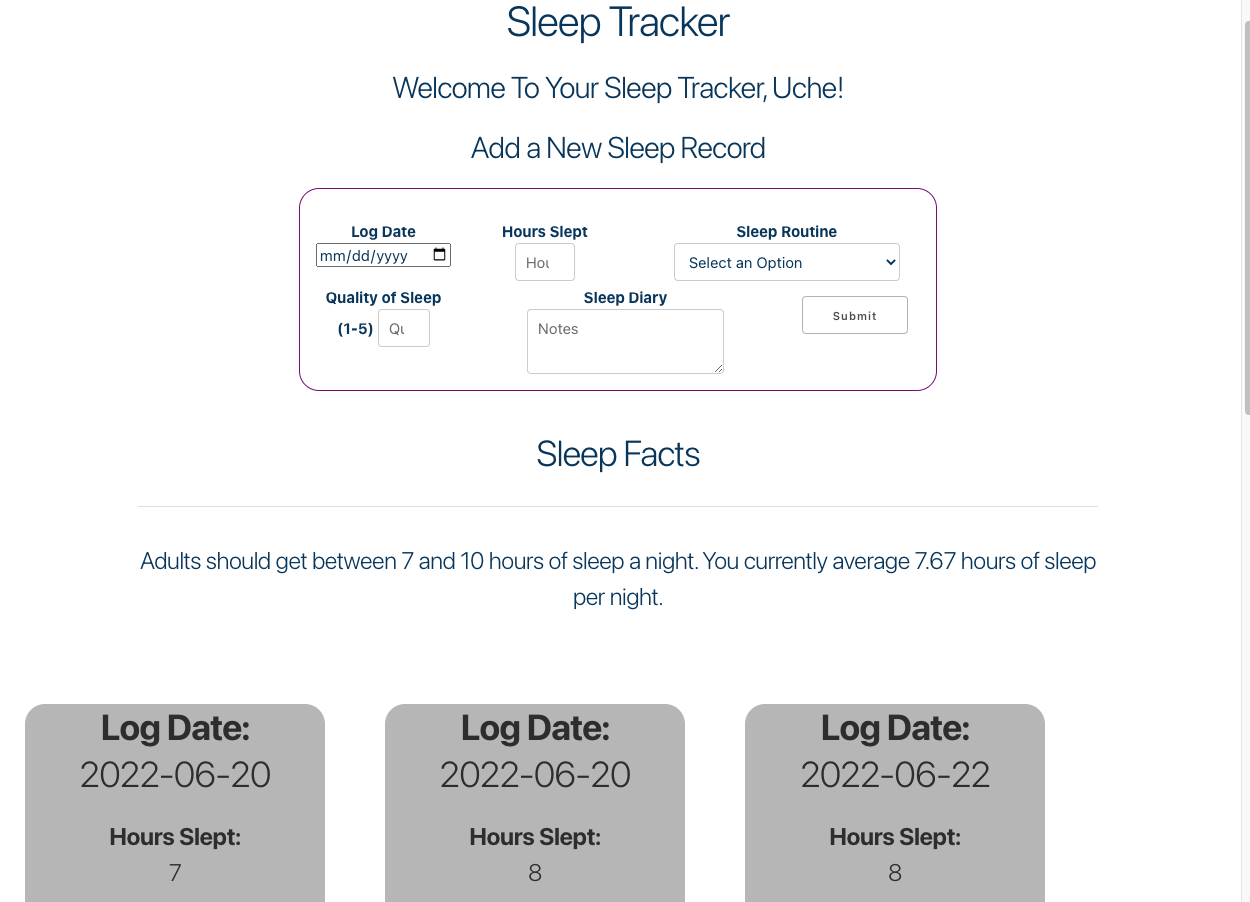 Sleep Tracker
Welcome To Your Sleep Tracker, Uche!
Add a New Sleep Record
Log Date
mm/dd/yyyy
Hours Slept
Hou
Sleep Routine
Select an Option
Quality of Sleep
(1-5)
Qu
Sleep Diary
Notes
Submit
Sleep Facts
Adults should get between 7 and 10 hours of sleep a night. You currently average 7.67 hours of sleep
per night.
Log Date:
2022-06-20
Hours Slept:
7
Log Date:
2022-06-20
Hours Slept:
8
Log Date:
2022-06-22
Hours Slept:
8